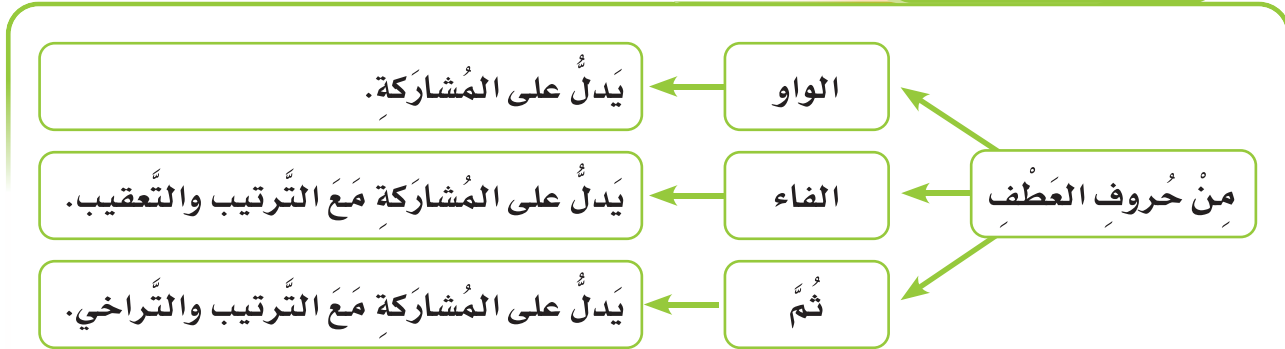 مِنْ حُروفِ العَطْفِ
الواو
يَدلُّ على المُشارَكةِ.
الفاء
يَدلُّ على المُشارَكةِ مَعَ التَّرتيب والتَّعقيب.
ثُمَّ
يَدلُّ على المُشارَكةِ مَعَ التَّرتيب والتَّراخي.